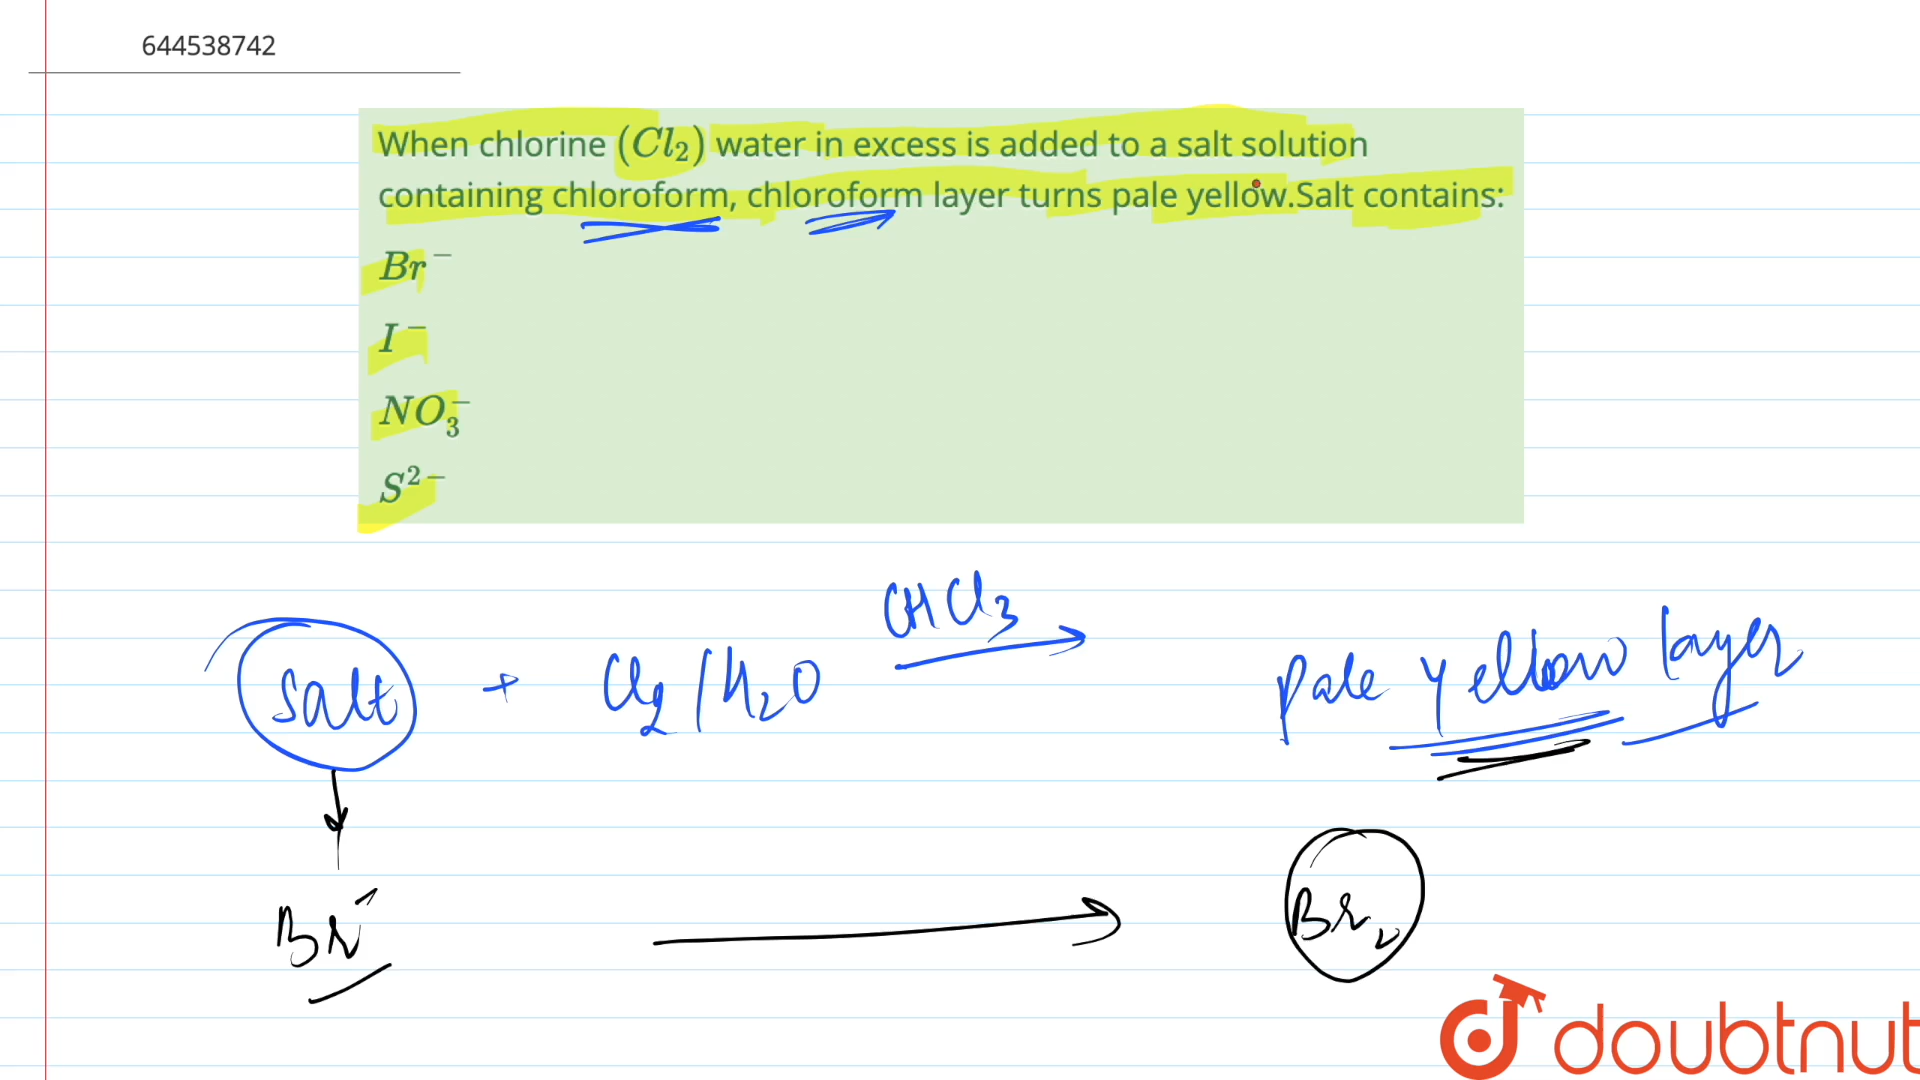 644538742
When chlorine (Cl₂) water in excess is added to a salt solution
containing chloroform, chloroform layer turns pale yellow.Salt contains:
Br⁻
I⁻
NO₃⁻
S²⁻
Salt + Cl₂/H₂O CHCl₃ Pale yellow layer
Br⁻ Br₂
doubtnut